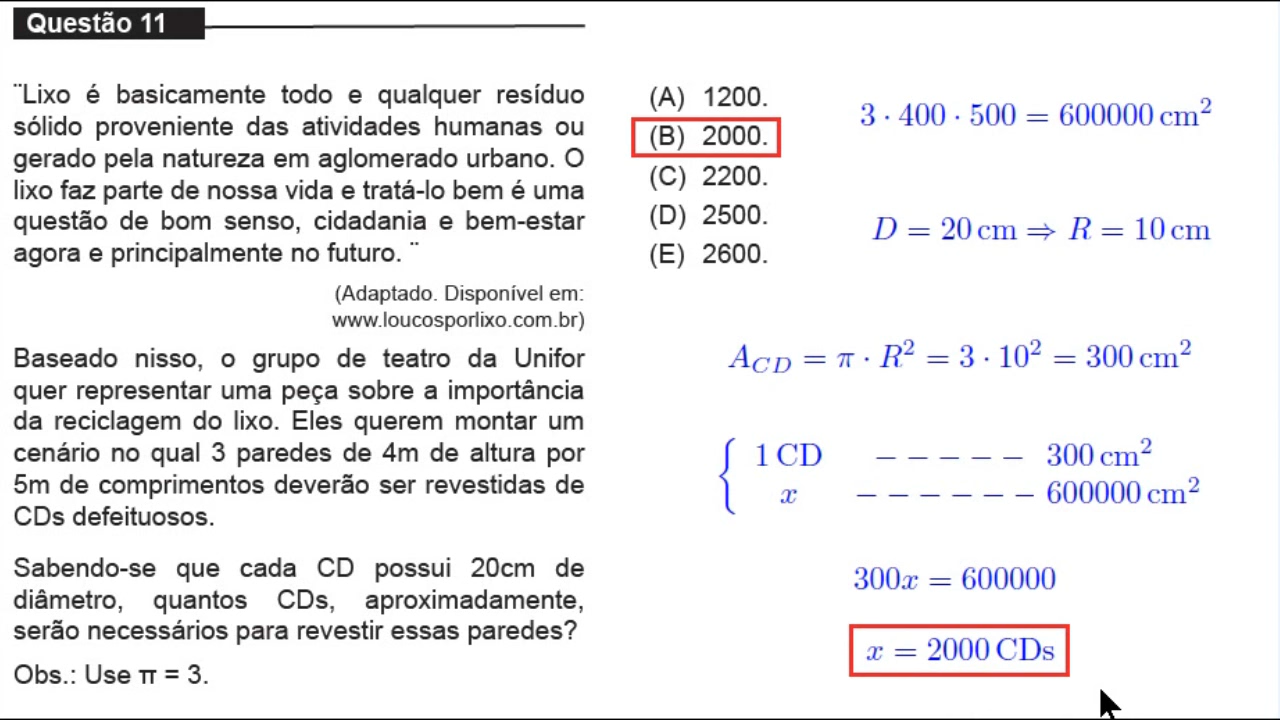 Questão 11
¨Lixo é basicamente todo e qualquer resíduo
sólido proveniente das atividades humanas ou
gerado pela natureza em aglomerado urbano. O
lixo faz parte de nossa vida e tratá-lo bem é uma
questão de bom senso, cidadania e bem-estar
agora e principalmente no futuro. ¨
(Adaptado. Disponível em:
www.loucosporlixo.com.br)
Baseado nisso, o grupo de teatro da Unifor
quer representar uma peça sobre a importância
da reciclagem do lixo. Eles querem montar um
cenário no qual 3 paredes de 4m de altura por
5m de comprimentos deverão ser revestidas de
CDs defeituosos.
Sabendo-se que cada CD possui 20cm de
diâmetro, quantos CDs, aproximadamente,
serão necessários para revestir essas paredes?
Obs.: Use π = 3.
(A) 1200.
(B) 2000.
(C) 2200.
(D) 2500.
(E) 2600.
3 · 400 · 500 = 600000 cm²
D = 20 cm ⇒ R = 10 cm
A_{CD} = π · R² = 3 · 10² = 300 cm²
1 CD – – – – – 300 cm²
x – – – – – – 600000 cm²
300x = 600000
x = 2000 CDs